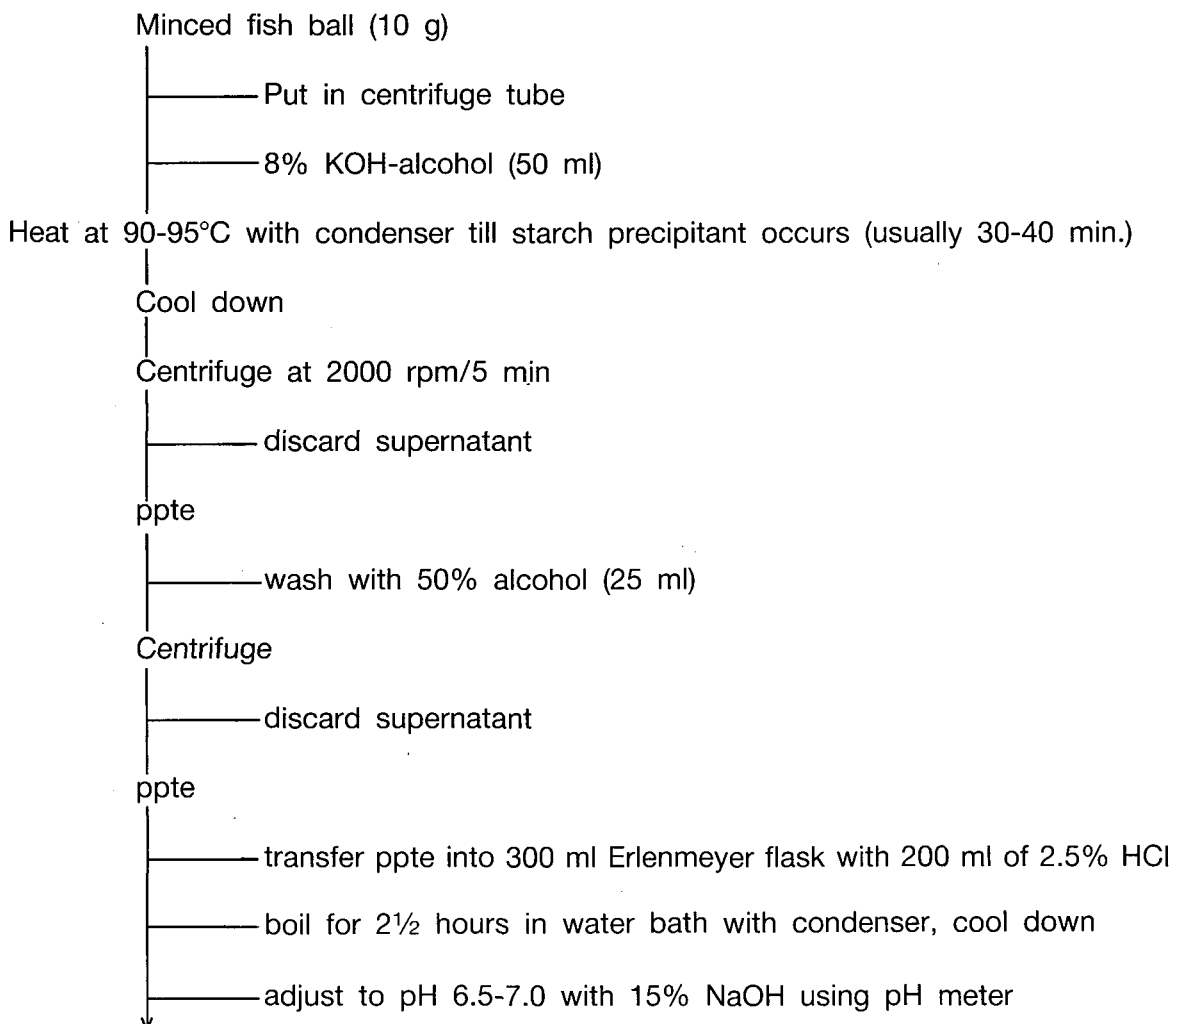 Minced fish ball (10 g)
Put in centrifuge tube
8% KOH-alcohol (50 ml)
Heat at 90-95°C with condenser till starch precipitant occurs (usually 30-40 min.)
Cool down
Centrifuge at 2000 rpm/5 min
discard supernatant
ppte
wash with 50% alcohol (25 ml)
Centrifuge
discard supernatant
ppte
transfer ppte into 300 ml Erlenmeyer flask with 200 ml of 2.5% HCl
boil for 2½ hours in water bath with condenser, cool down
adjust to pH 6.5-7.0 with 15% NaOH using pH meter